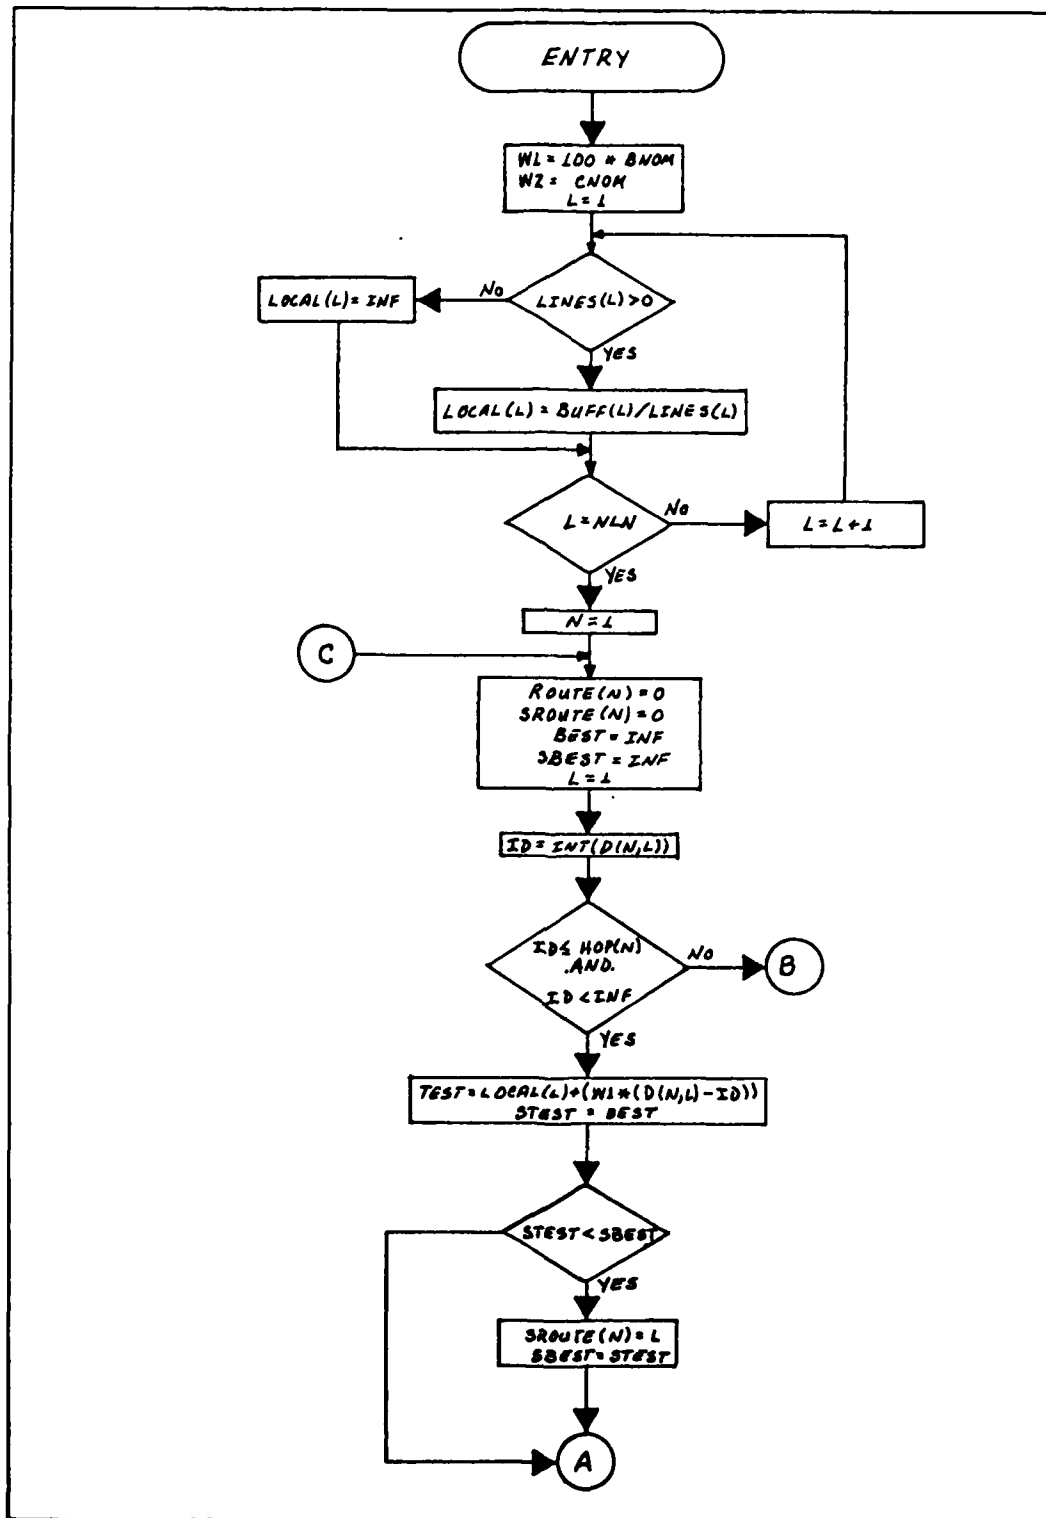 ENTRY
W1 = 100 * BNOM
W2 = CNOM
L = 1
LINES(L) > 0
NO
LOCAL(L) = INF
YES
LOCAL(L) = BUFF(L)/LINES(L)
L = NLN
NO
L = L + 1
YES
N = 1
C
ROUTE(N) = 0
SROUTE(N) = 0
BEST = INF
SBEST = INF
L = 1
ID = INT(D(N,L))
ID ≤ HOP(N)
.AND.
ID < INF
NO
B
YES
TEST = LOCAL(L) + (W1 * (D(N,L) - ID))
STEST = BEST
STEST < SBEST
YES
SROUTE(N) = L
SBEST = STEST
A